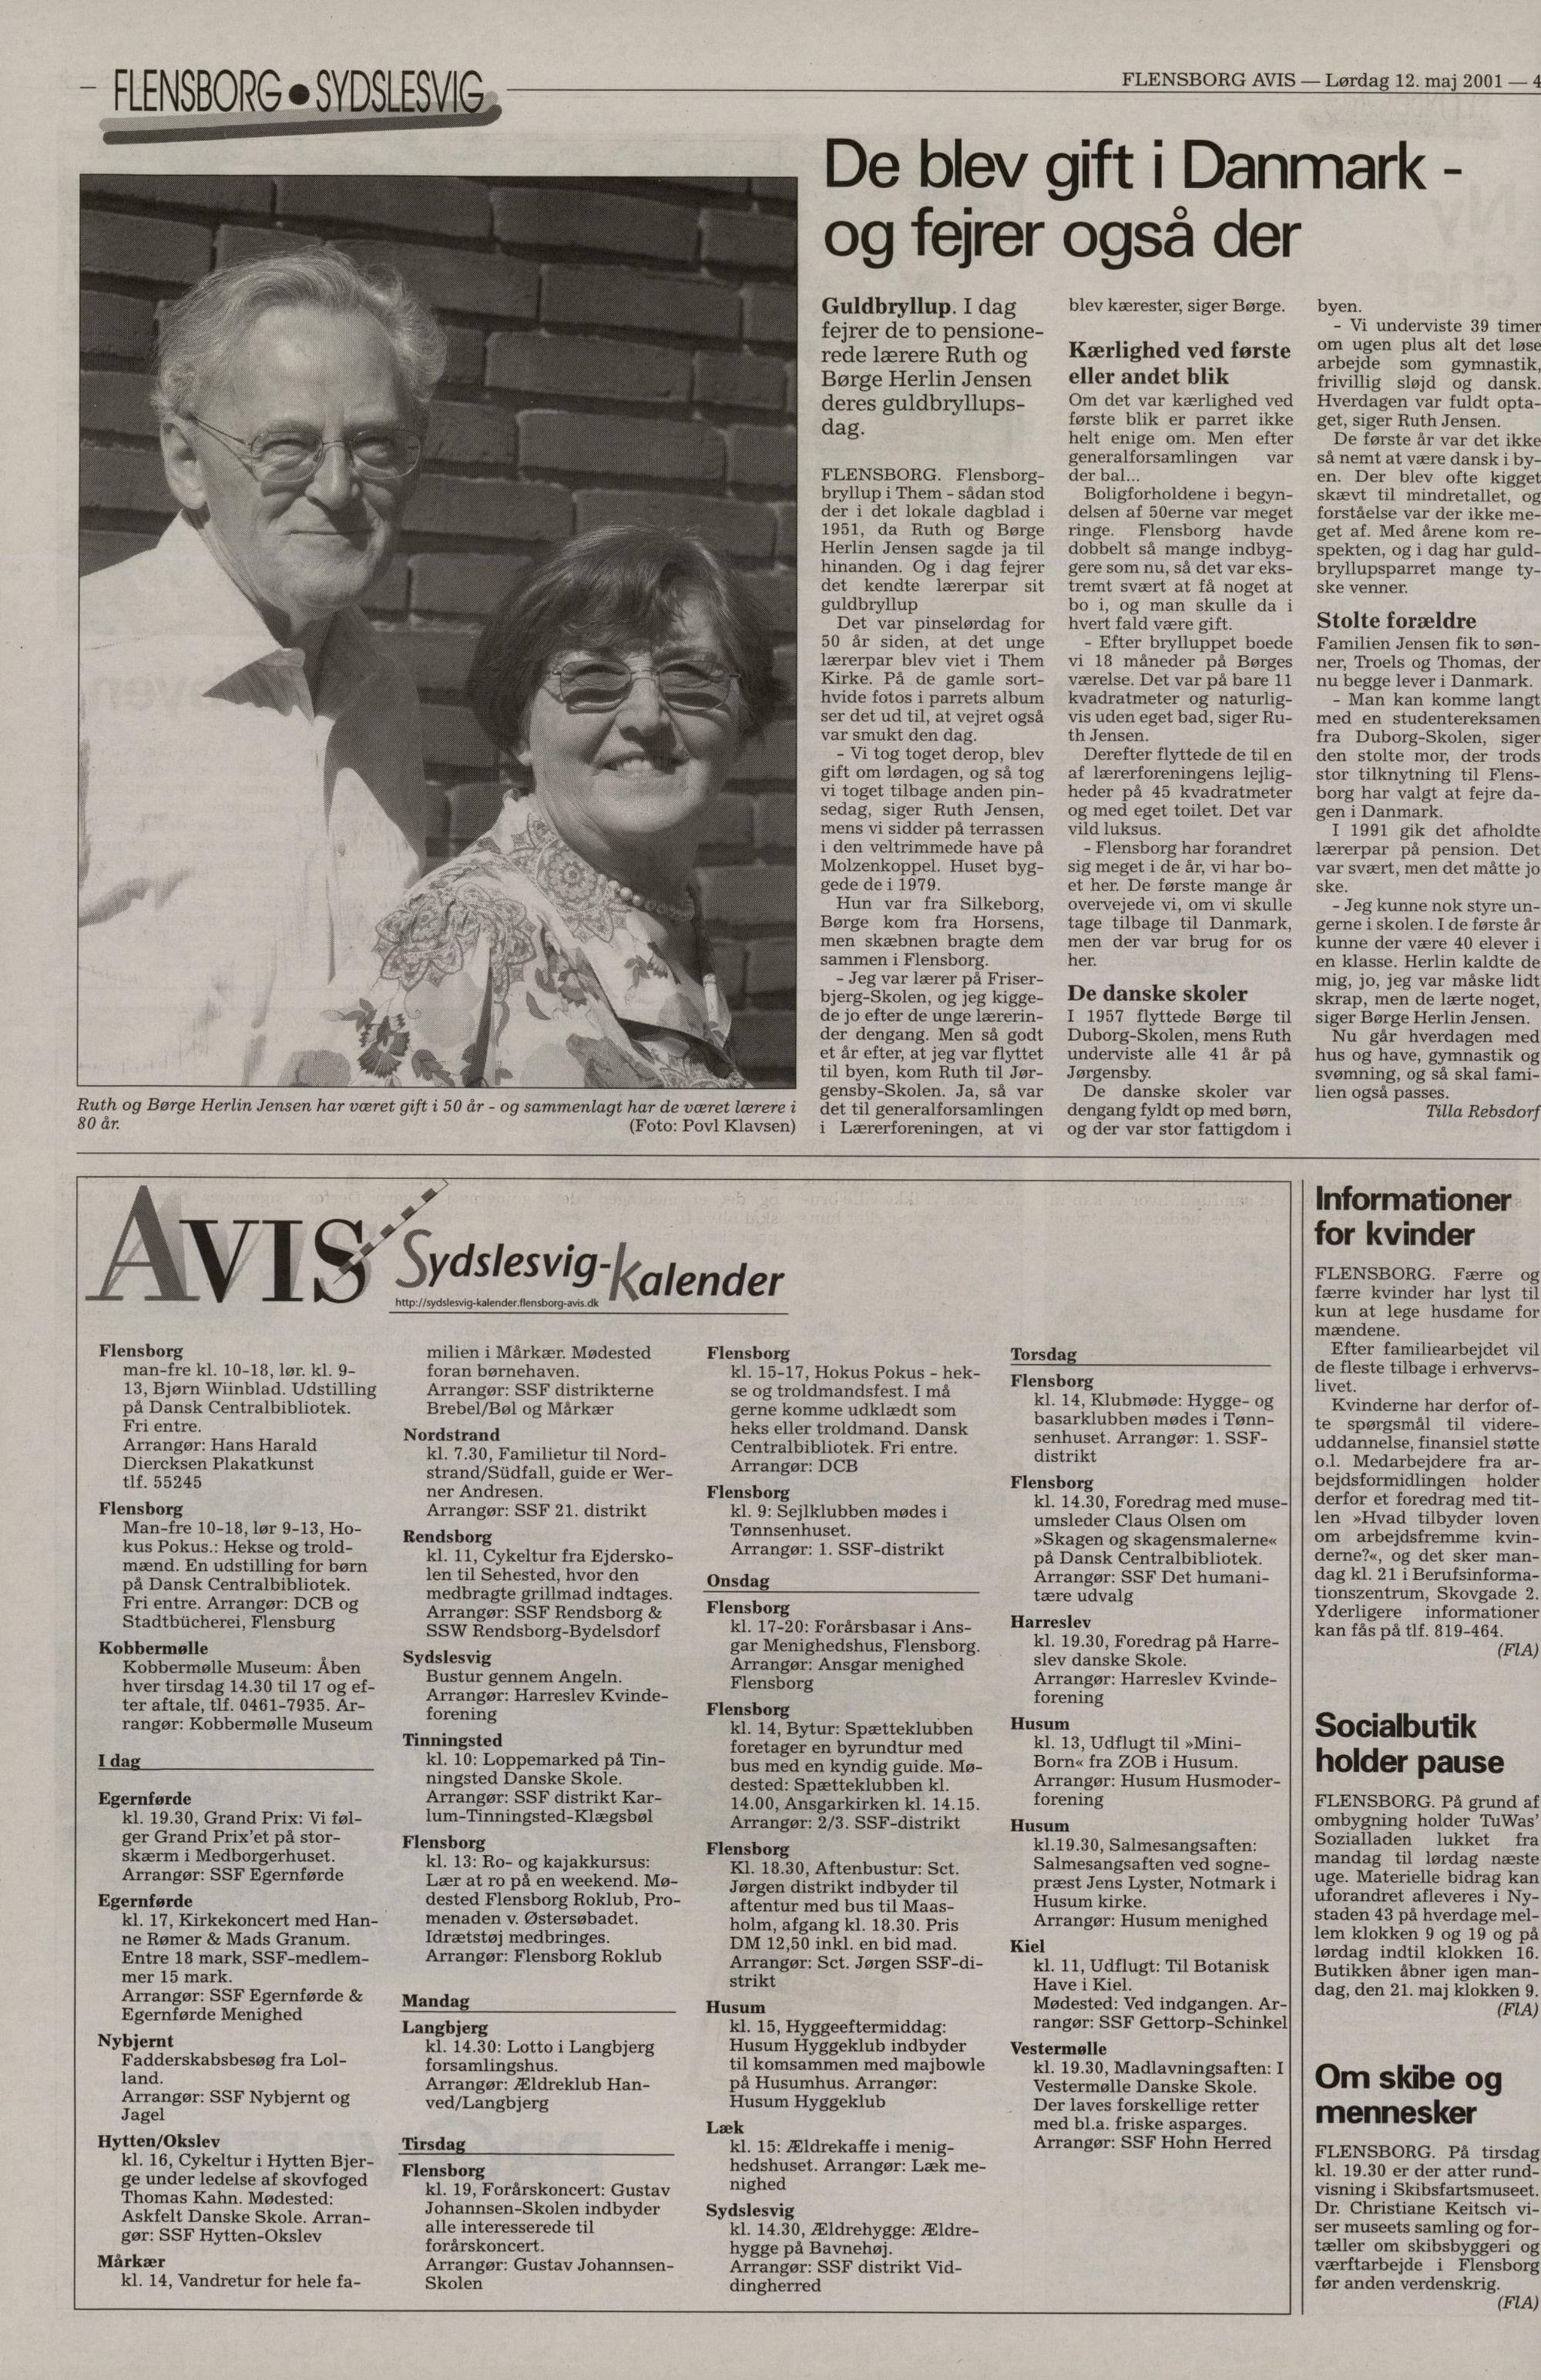 FLENSBORG ● SYDSLESVIG
FLENSBORG AVIS — Lørdag 12. maj 2001 — 4
De blev gift i Danmark -
og fejrer også der
Guldbryllup. I dag
fejrer de to pensione-
rede lærere Ruth og
Børge Herlin Jensen
deres guldbryllups-
dag.
FLENSBORG. Flensborg-
bryllup i Them - sådan stod
der i det lokale dagblad i
1951, da Ruth og Børge
Herlin Jensen sagde ja til
hinanden. Og i dag fejrer
det kendte lærerpar sit
guldbryllup
Det var pinselørdag for
50 år siden, at det unge
lærerpar blev viet i Them
Kirke. På de gamle sort-
hvide fotos i parrets album
ser det ud til, at vejret også
var smukt den dag.
- Vi tog toget derop, blev
gift om lørdagen, og så tog
vi toget tilbage anden pin-
sedag, siger Ruth Jensen,
mens vi sidder på terrassen
i den veltrimmede have på
Molzenkoppel. Huset byg-
gede de i 1979.
Hun var fra Silkeborg,
Børge kom fra Horsens,
men skæbnen bragte dem
sammen i Flensborg.
- Jeg var lærer på Friser-
bjerg-Skolen, og jeg kigge-
de jo efter de unge lærerin-
der dengang. Men så godt
et år efter, at jeg var flyttet
til byen, kom Ruth til Jør-
gensby-Skolen. Ja, så var
det til generalforsamlingen
i Lærerforeningen, at vi
blev kærester, siger Børge.
Kærlighed ved første
eller andet blik
Om det var kærlighed ved
første blik er parret ikke
helt enige om. Men efter
generalforsamlingen var
der bal...
Boligforholdene i begyn-
delsen af 50erne var meget
ringe. Flensborg havde
dobbelt så mange indbyg-
gere som nu, så det var eks-
tremt svært at få noget at
bo i, og man skulle da i
hvert fald være gift.
- Efter brylluppet boede
vi 18 måneder på Børges
værelse. Det var på bare 11
kvadratmeter og naturlig-
vis uden eget bad, siger Ru-
th Jensen.
Derefter flyttede de til en
af lærerforeningens lejlig-
heder på 45 kvadratmeter
og med eget toilet. Det var
vild luksus.
- Flensborg har forandret
sig meget i de år, vi har bo-
et her. De første mange år
overvejede vi, om vi skulle
tage tilbage til Danmark,
men der var brug for os
her.
De danske skoler
I 1957 flyttede Børge til
Duborg-Skolen, mens Ruth
underviste alle 41 år på
Jørgensby.
De danske skoler var
dengang fyldt op med børn,
og der var stor fattigdom i
byen.
- Vi underviste 39 timer
om ugen plus alt det løse
arbejde som gymnastik,
frivillig sløjd og dansk.
Hverdagen var fuldt opta-
get, siger Ruth Jensen.
De første år var det ikke
så nemt at være dansk i by-
en. Der blev ofte kigget
skævt til mindretallet, og
forståelse var der ikke me-
get af. Med årene kom re-
spekten, og i dag har guld-
bryllupsparret mange ty-
ske venner.
Stolte forældre
Familien Jensen fik to søn-
ner, Troels og Thomas, der
nu begge lever i Danmark.
- Man kan komme langt
med en studentereksamen
fra Duborg-Skolen, siger
den stolte mor, der trods
stor tilknytning til Flens-
borg har valgt at fejre da-
gen i Danmark.
I 1991 gik det afholdte
lærerpar på pension. Det
var svært, men det måtte jo
ske.
- Jeg kunne nok styre un-
gerne i skolen. I de første år
kunne der være 40 elever i
en klasse. Herlin kaldte de
mig, jo, jeg var måske lidt
skrap, men de lærte noget,
siger Børge Herlin Jensen.
Nu går hverdagen med
hus og have, gymnastik og
svømning, og så skal fami-
lien også passes.
Tilla Rebsdorf
Ruth og Børge Herlin Jensen har været gift i 50 år - og sammenlagt har de været lærere i
80 år.
(Foto: Povl Klavsen)
AVIS
Sydslesvig-kalender
http://sydslesvig-kalender.flensborg-avis.dk
Flensborg
man-fre kl. 10-18, lør. kl. 9-
13, Bjørn Wiinblad. Udstilling
på Dansk Centralbibliotek.
Fri entre.
Arrangør: Hans Harald
Diercksen Plakatkunst
tlf. 55245
Flensborg
Man-fre 10-18, lør 9-13, Ho-
kus Pokus.: Hekse og trold-
mænd. En udstilling for børn
på Dansk Centralbibliotek.
Fri entre. Arrangør: DCB og
Stadtbücherei, Flensburg
Kobbermølle
Kobbermølle Museum: Åben
hver tirsdag 14.30 til 17 og ef-
ter aftale, tlf. 0461-7935. Ar-
rangør: Kobbermølle Museum
I dag
Egernførde
kl. 19.30, Grand Prix: Vi føl-
ger Grand Prix'et på stor-
skærm i Medborgerhuset.
Arrangør: SSF Egernførde
Egernførde
kl. 17, Kirkekoncert med Han-
ne Rømer & Mads Granum.
Entre 18 mark, SSF-medlem-
mer 15 mark.
Arrangør: SSF Egernførde &
Egernførde Menighed
Nybjernt
Fadderskabsbesøg fra Lol-
land.
Arrangør: SSF Nybjernt og
Jagel
Hytten/Okslev
kl. 16, Cykeltur i Hytten Bjer-
ge under ledelse af skovfoged
Thomas Kahn. Mødested:
Askfelt Danske Skole. Arran-
gør: SSF Hytten-Okslev
Mårkær
kl. 14, Vandretur for hele fa-
milien i Mårkær. Mødested
foran børnehaven.
Arrangør: SSF distrikterne
Brebel/Bøl og Mårkær
Nordstrand
kl. 7.30, Familietur til Nord-
strand/Südfall, guide er Wer-
ner Andresen.
Arrangør: SSF 21. distrikt
Rendsborg
kl. 11, Cykeltur fra Ejdersko-
len til Sehested, hvor den
medbragte grillmad indtages.
Arrangør: SSF Rendsborg &
SSW Rendsborg-Bydelsdorf
Sydslesvig
Bustur gennem Angeln.
Arrangør: Harreslev Kvinde-
forening
Tinningsted
kl. 10: Loppemarked på Tin-
ningsted Danske Skole.
Arrangør: SSF distrikt Kar-
lum-Tinningsted-Klægsbøl
Flensborg
kl. 13: Ro- og kajakkursus:
Lær at ro på en weekend. Mø-
dested Flensborg Roklub, Pro-
menaden v. Østersøbadet.
Idrætstøj medbringes.
Arrangør: Flensborg Roklub
Mandag
Langbjerg
kl. 14.30: Lotto i Langbjerg
forsamlingshus.
Arrangør: Ældreklub Han-
ved/Langbjerg
Tirsdag
Flensborg
kl. 19, Forårskoncert: Gustav
Johannsen-Skolen indbyder
alle interesserede til
forårskoncert.
Arrangør: Gustav Johannsen-
Skolen
Flensborg
kl. 15-17, Hokus Pokus - hek-
se og troldmandsfest. I må
gerne komme udklædt som
heks eller troldmand. Dansk
Centralbibliotek. Fri entre.
Arrangør: DCB
Flensborg
kl. 9: Sejlklubben mødes i
Tønnsenhuset.
Arrangør: 1. SSF-distrikt
Onsdag
Flensborg
kl. 17-20: Forårsbasar i Ans-
gar Menighedshus, Flensborg.
Arrangør: Ansgar menighed
Flensborg
Flensborg
kl. 14, Bytur: Spætteklubben
foretager en byrundtur med
bus med en kyndig guide. Mø-
dested: Spætteklubben kl.
14.00, Ansgarkirken kl. 14.15.
Arrangør: 2/3. SSF-distrikt
Flensborg
Kl. 18.30, Aftenbustur: Sct.
Jørgen distrikt indbyder til
aftentur med bus til Maas-
holm, afgang kl. 18.30. Pris
DM 12,50 inkl. en bid mad.
Arrangør: Sct. Jørgen SSF-di-
strikt
Husum
kl. 15, Hyggeeftermiddag:
Husum Hyggeklub indbyder
til komsammen med majbowle
på Husumhus. Arrangør:
Husum Hyggeklub
Læk
kl. 15: Ældrekaffe i menig-
hedshuset. Arrangør: Læk me-
nighed
Sydslesvig
kl. 14.30, Ældrehygge: Ældre-
hygge på Bavnehøj.
Arrangør: SSF distrikt Vid-
dingherred
Torsdag
Flensborg
kl. 14, Klubmøde: Hygge- og
basarklubben mødes i Tønn-
senhuset. Arrangør: 1. SSF-
distrikt
Flensborg
kl. 14.30, Foredrag med muse-
umsleder Claus Olsen om
»Skagen og skagensmalerne«
på Dansk Centralbibliotek.
Arrangør: SSF Det humani-
tære udvalg
Harreslev
kl. 19.30, Foredrag på Harre-
slev danske Skole.
Arrangør: Harreslev Kvinde-
forening
Husum
kl. 13, Udflugt til »Mini-
Born« fra ZOB i Husum.
Arrangør: Husum Husmoder-
forening
Husum
kl.19.30, Salmesangsaften:
Salmesangsaften ved sogne-
præst Jens Lyster, Notmark i
Husum kirke.
Arrangør: Husum menighed
Kiel
kl. 11, Udflugt: Til Botanisk
Have i Kiel.
Mødested: Ved indgangen. Ar-
rangør: SSF Gettorp-Schinkel
Vestermølle
kl. 19.30, Madlavningsaften: I
Vestermølle Danske Skole.
Der laves forskellige retter
med bl.a. friske asparges.
Arrangør: SSF Hohn Herred
Informationer
for kvinder
FLENSBORG. Færre og
færre kvinder har lyst til
kun at lege husdame for
mændene.
Efter familiearbejdet vil
de fleste tilbage i erhvervs-
livet.
Kvinderne har derfor of-
te spørgsmål til videre-
uddannelse, finansiel støtte
o.l. Medarbejdere fra ar-
bejdsformidlingen holder
derfor et foredrag med tit-
len »Hvad tilbyder loven
om arbejdsfremme kvin-
derne?«, og det sker man-
dag kl. 21 i Berufsinforma-
tionszentrum, Skovgade 2.
Yderligere informationer
kan fås på tlf. 819-464.
(FlA)
Socialbutik
holder pause
FLENSBORG. På grund af
ombygning holder TuWas'
Sozialladen lukket fra
mandag til lørdag næste
uge. Materielle bidrag kan
uforandret afleveres i Ny-
staden 43 på hverdage mel-
lem klokken 9 og 19 og på
lørdag indtil klokken 16.
Butikken åbner igen man-
dag, den 21. maj klokken 9.
(FlA)
Om skibe og
mennesker
FLENSBORG. På tirsdag
kl. 19.30 er der atter rund-
visning i Skibsfartsmuseet.
Dr. Christiane Keitsch vi-
ser museets samling og for-
tæller om skibsbyggeri og
værftarbejde i Flensborg
før anden verdenskrig.
(FlA)